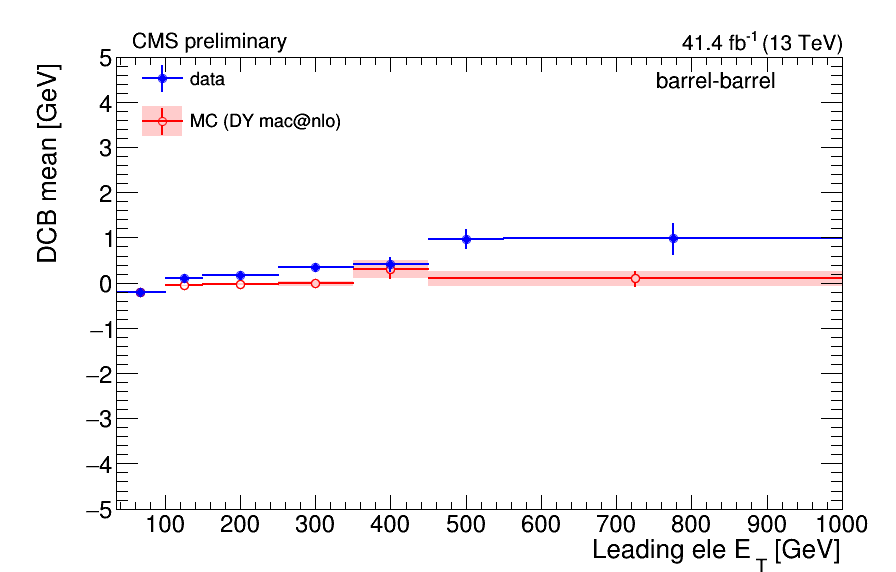 CMS preliminary
41.4 fb-1 (13 TeV)
data
barrel-barrel
MC (DY mac@nlo)
DCB mean [GeV]
5
4
3
2
1
0
−1
−2
−3
−4
−5
100 200 300 400 500 600 700 800 900 1000
Leading ele ET [GeV]